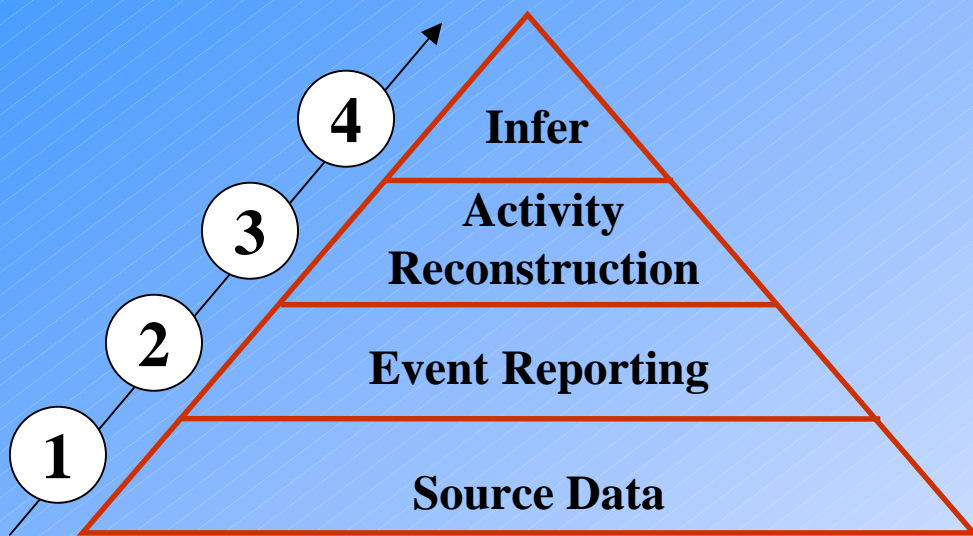 4
Infer
3
Activity
Reconstruction
2
Event Reporting
1
Source Data